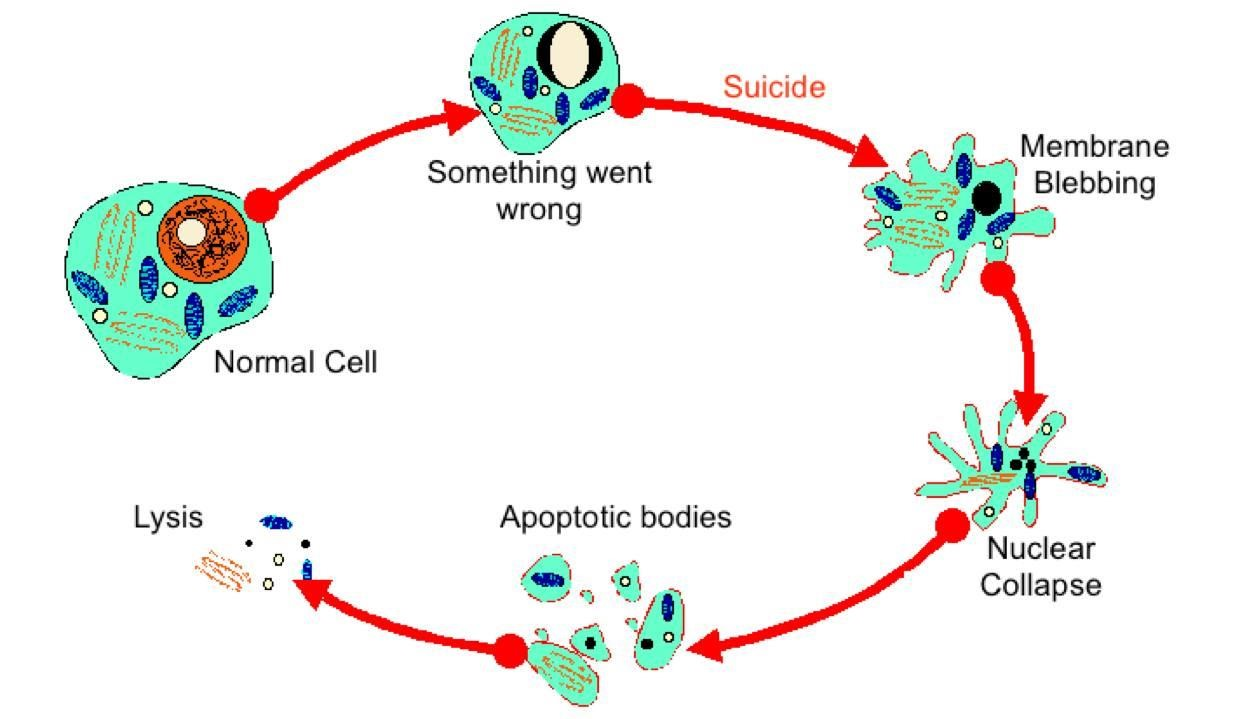 Suicide
Membrane
Blebbing
Something went
wrong
Normal Cell
Lysis
Apoptotic bodies
Nuclear
Collapse